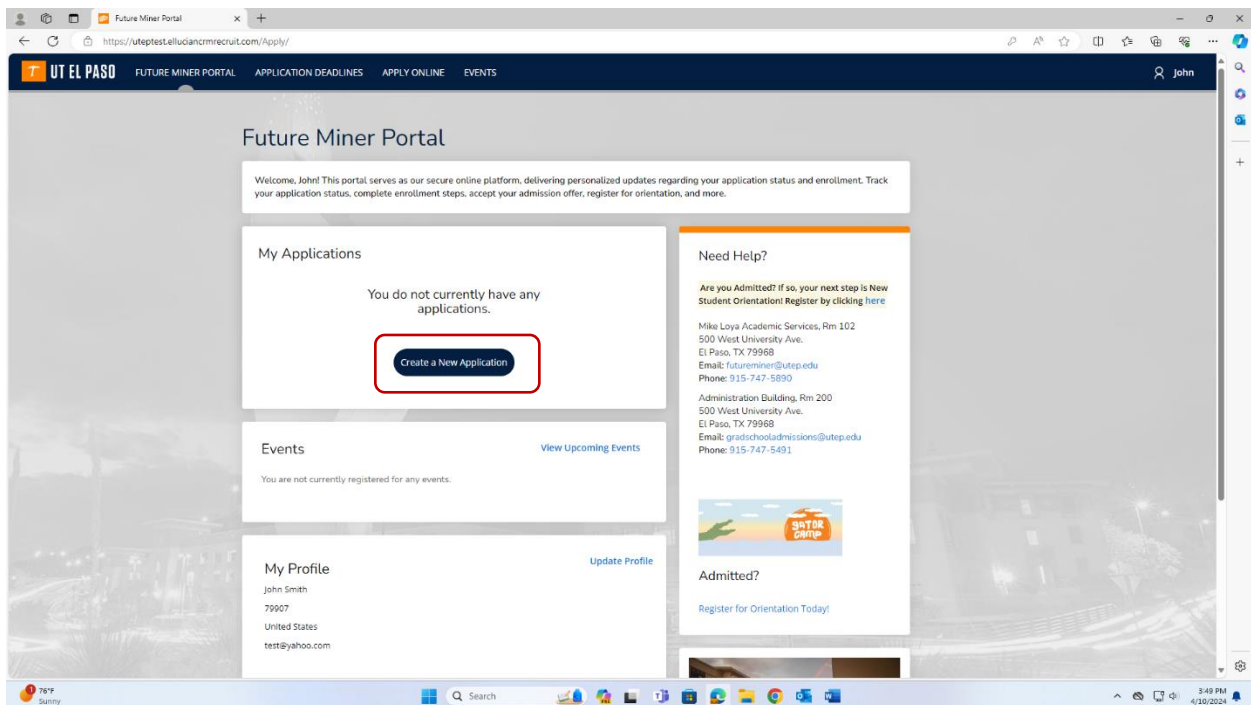 Future Miner Portal
https://uteptest.elluciancrmrecruit.com/Apply/
UT EL PASO FUTURE MINER PORTAL APPLICATION DEADLINES APPLY ONLINE EVENTS John
Future Miner Portal
Welcome, John! This portal serves as our secure online platform, delivering personalized updates regarding your application status and enrollment. Track
your application status, complete enrollment steps, accept your admission offer, register for orientation, and more.
My Applications
You do not currently have any
applications.
Create a New Application
Events View Upcoming Events
You are not currently registered for any events.
My Profile Update Profile
John Smith
79907
United States
test@yahoo.com
Need Help?
Are you Admitted? If so, your next step is New
Student Orientation! Register by clicking here
Mike Loya Academic Services, Rm 102
500 West University Ave.
El Paso, TX 79968
Email: futureminer@utep.edu
Phone: 915-747-5890
Administration Building, Rm 200
500 West University Ave.
El Paso, TX 79968
Email: gradschooladmissions@utep.edu
Phone: 915-747-5491
GATOR
CAMP
Admitted?
Register for Orientation Today!
1
76°F
Sunny
Search
3:49 PM
4/10/2024